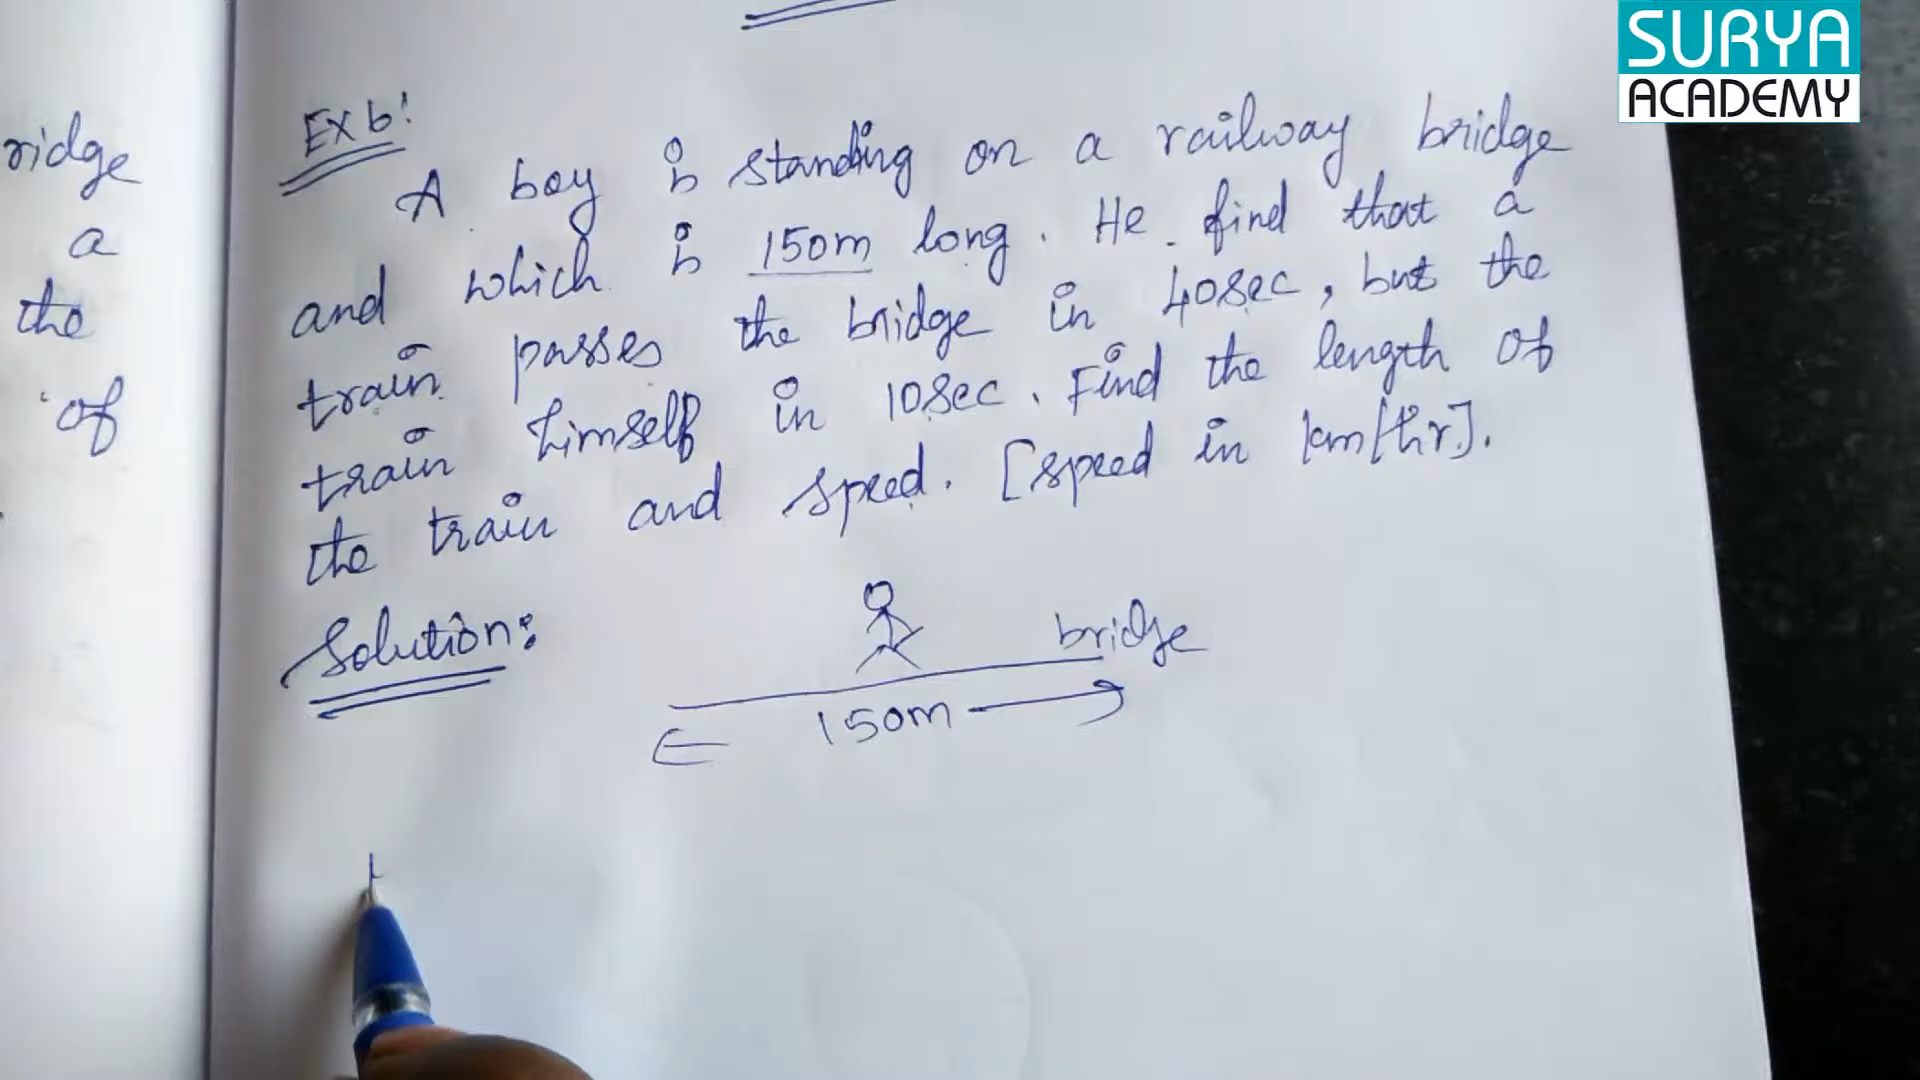 SURYA
ACADEMY
ridge
a
the
of
Ex 6:
A boy is standing on a railway bridge
and which is 150m long. He find that a
train passes the bridge in 40sec, but the
train himself in 10sec. Find the length of
the train and speed. [speed in km/hr].
Solution:
bridge
150m